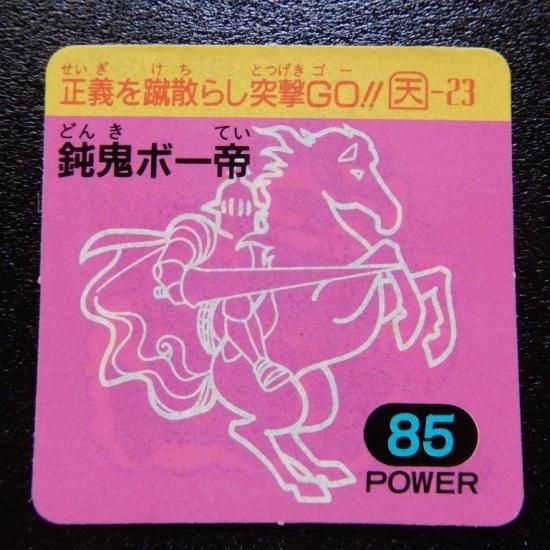 せいぎ けち とつげきゴー
正義を蹴散らし突撃GO!! 天-23
どんき てい
鈍鬼ボー帝
85
POWER